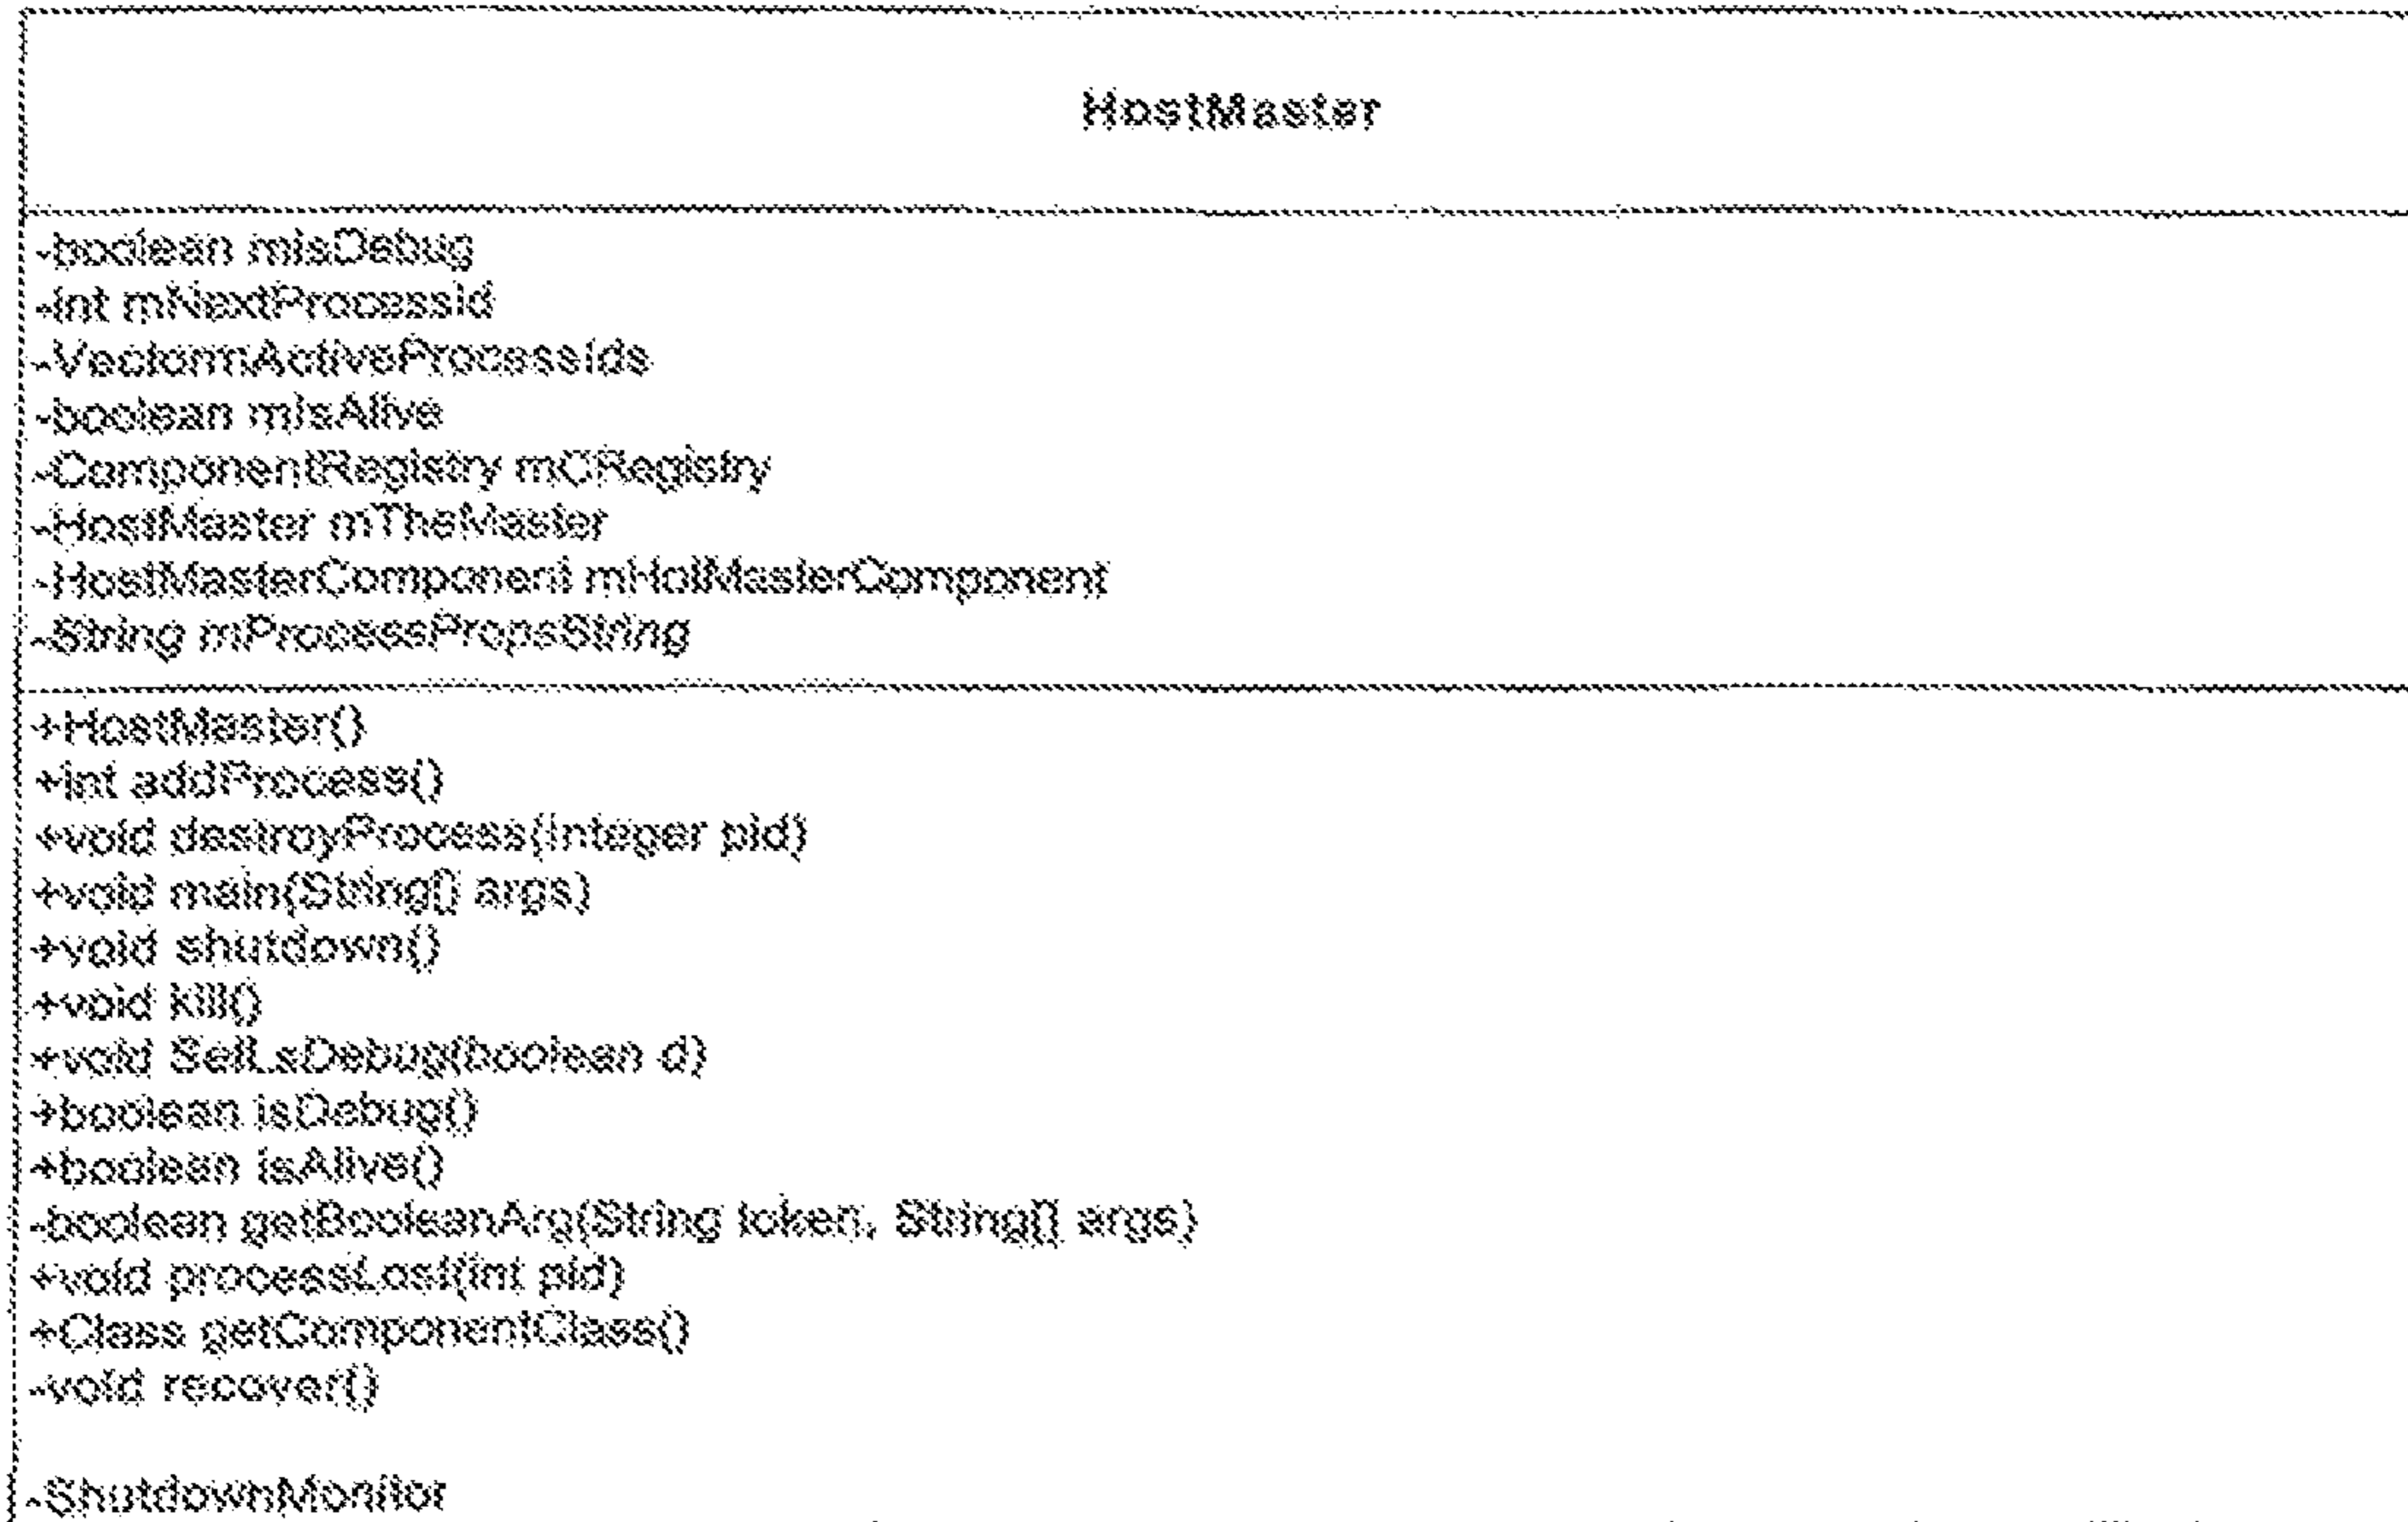 HostMaster
-boolean mIsDebug
-int mNextProcessId
-VectormActiveProcessIds
-boolean mIsAlive
-ComponentRegistry mCRegistry
-HostMaster mTheMaster
-HostMasterComponent mHotMasterComponent
-String mProcessPropsString
+HostMaster()
+int addProcess()
+void destroyProcess(Integer pid)
+void main(String[] args)
+void shutdown()
+void kill()
+void SetLsDebug(boolean d)
+boolean isDebug()
+boolean isAlive()
-boolean getBooleanArg(String token, String[] args)
+void processLost(int pid)
+Class getComponentClass()
-void recover()
-ShutdownMonitor